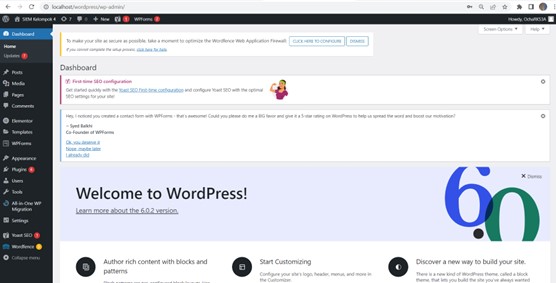 localhost/wordpress/wp-admin/
SIKM Kelompok 4
7
0
New
WPForms
Howdy, OchaRIS3A
Screen Options
Help
Dashboard
Home
Updates
Posts
Media
Pages
Comments
Elementor
Templates
WPForms
Appearance
Plugins
Users
Tools
All-in-One WP
Migration
Settings
Yoast SEO
Wordfence
Collapse menu
To make your site as secure as possible, take a moment to optimize the Wordfence Web Application Firewall:
CLICK HERE TO CONFIGURE
DISMISS
If you cannot complete the setup process, click here for help.
Dashboard
First-time SEO configuration
Get started quickly with the Yoast SEO First-time configuration and configure Yoast SEO with the optimal
SEO settings for your site!
Hey, I noticed you created a contact form with WPForms - that's awesome! Could you please do me a BIG favor and give it a 5-star rating on WordPress to help us spread the word and boost our motivation?
~ Syed Balkhi
Co-Founder of WPForms
Ok, you deserve it
Nope, maybe later
I already did
Dismiss
Welcome to WordPress!
Learn more about the 6.0.2 version.
6.0
Author rich content with blocks and
patterns
Start Customizing
Configure your site's logo, header, menus, and more in
the Customizer.
Discover a new way to build your site.
There is a new kind of WordPress theme, called a block
theme, that lets you build the site you've always wanted